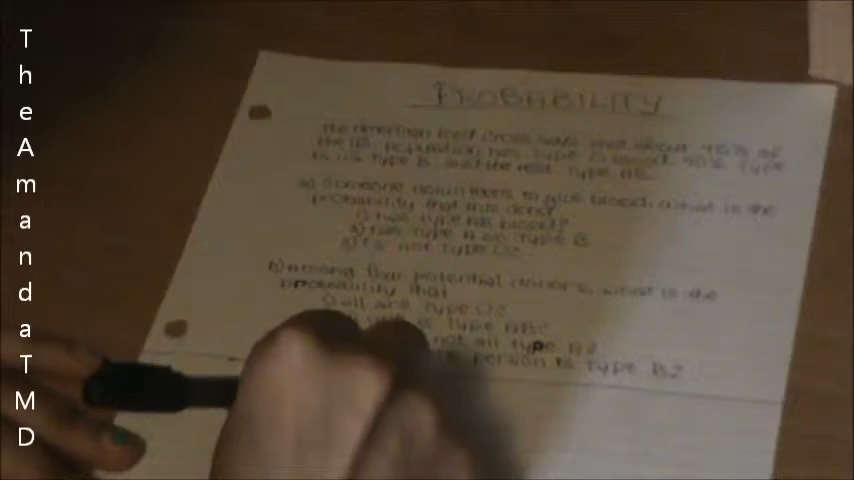 TheAmandaTMD
PROBABILITY
The American Red Cross says that about 45% of
the US population has Type O blood, 40% Type
11% Type B and the rest Type AB.
a) Someone volunteers to give blood, what is the
probability that this donor
1) has Type AB blood?
2) has Type A or Type B
3) is not Type O?
b) Among four potential donors, what is the
probability that
1) all are Type O?
is Type AB?
not all Type B?
person is Type B?